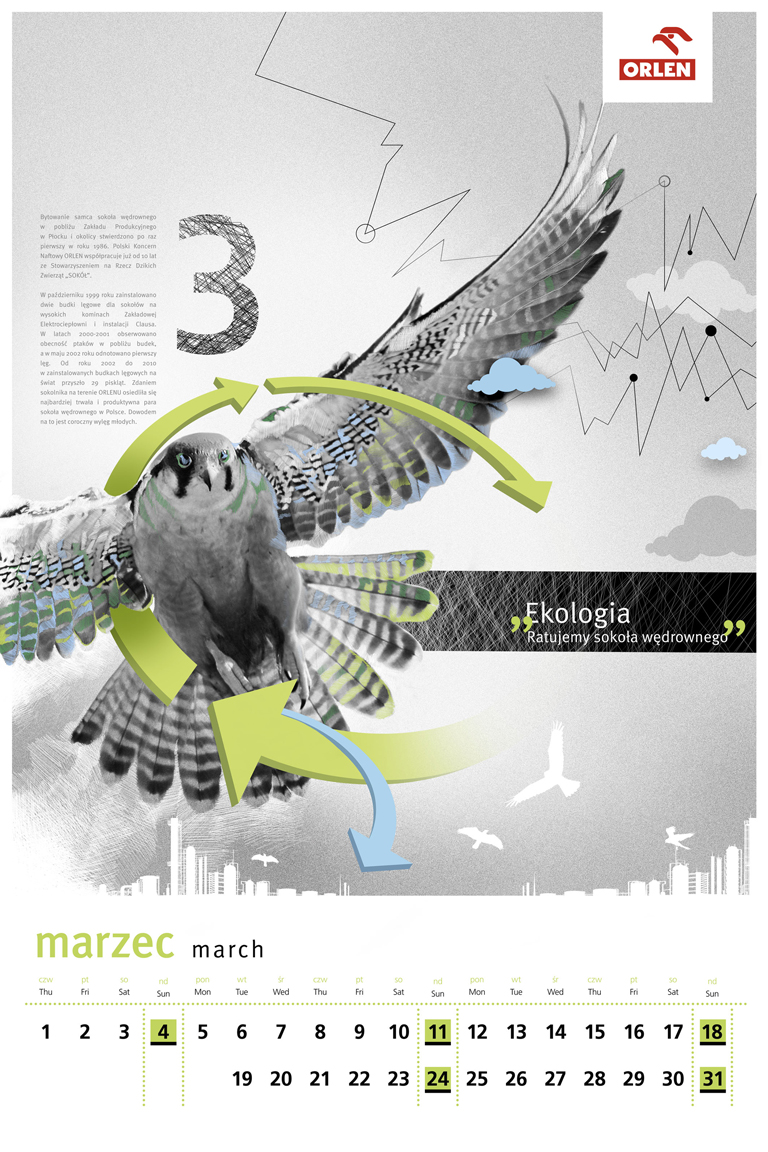 ORLEN
Bytowanie samca sokoła wędrownego
w pobliżu Zakładu Produkcyjnego
w Płocku i okolicy stwierdzono po raz
pierwszy w roku 1986. Polski Koncern
Naftowy ORLEN współpracuje już od 10 lat
ze Stowarzyszeniem na Rzecz Dzikich
Zwierząt „SOKÓŁ”.
W październiku 1999 roku zainstalowano
dwie budki lęgowe dla sokołów na
wysokich kominach Zakładowej
Elektrociepłowni i Instalacji Clausa.
W latach 2000-2001 obserwowano
obecność ptaków w pobliżu budek,
a w maju 2002 roku odnotowano pierwszy
lęg. Od roku 2002 do 2010
w zainstalowanych budkach lęgowych na
świat przyszło 29 piskląt. Zdaniem
sokolnika na terenie ORLENU osiedliła się
najbardziej trwała i produktywna para
sokoła wędrownego w Polsce. Dowodem
na to jest coroczny wylęg młodych.
3
„Ekologia
Ratujemy sokoła wędrownego”
marzec march
czw pt so nd pon wt śr czw pt so nd pon wt śr czw pt so nd
Thu Fri Sat Sun Mon Tue Wed Thu Fri Sat Sun Mon Tue Wed Thu Fri Sat Sun
1 2 3 4 5 6 7 8 9 10 11 12 13 14 15 16 17 18
19 20 21 22 23 24 25 26 27 28 29 30 31